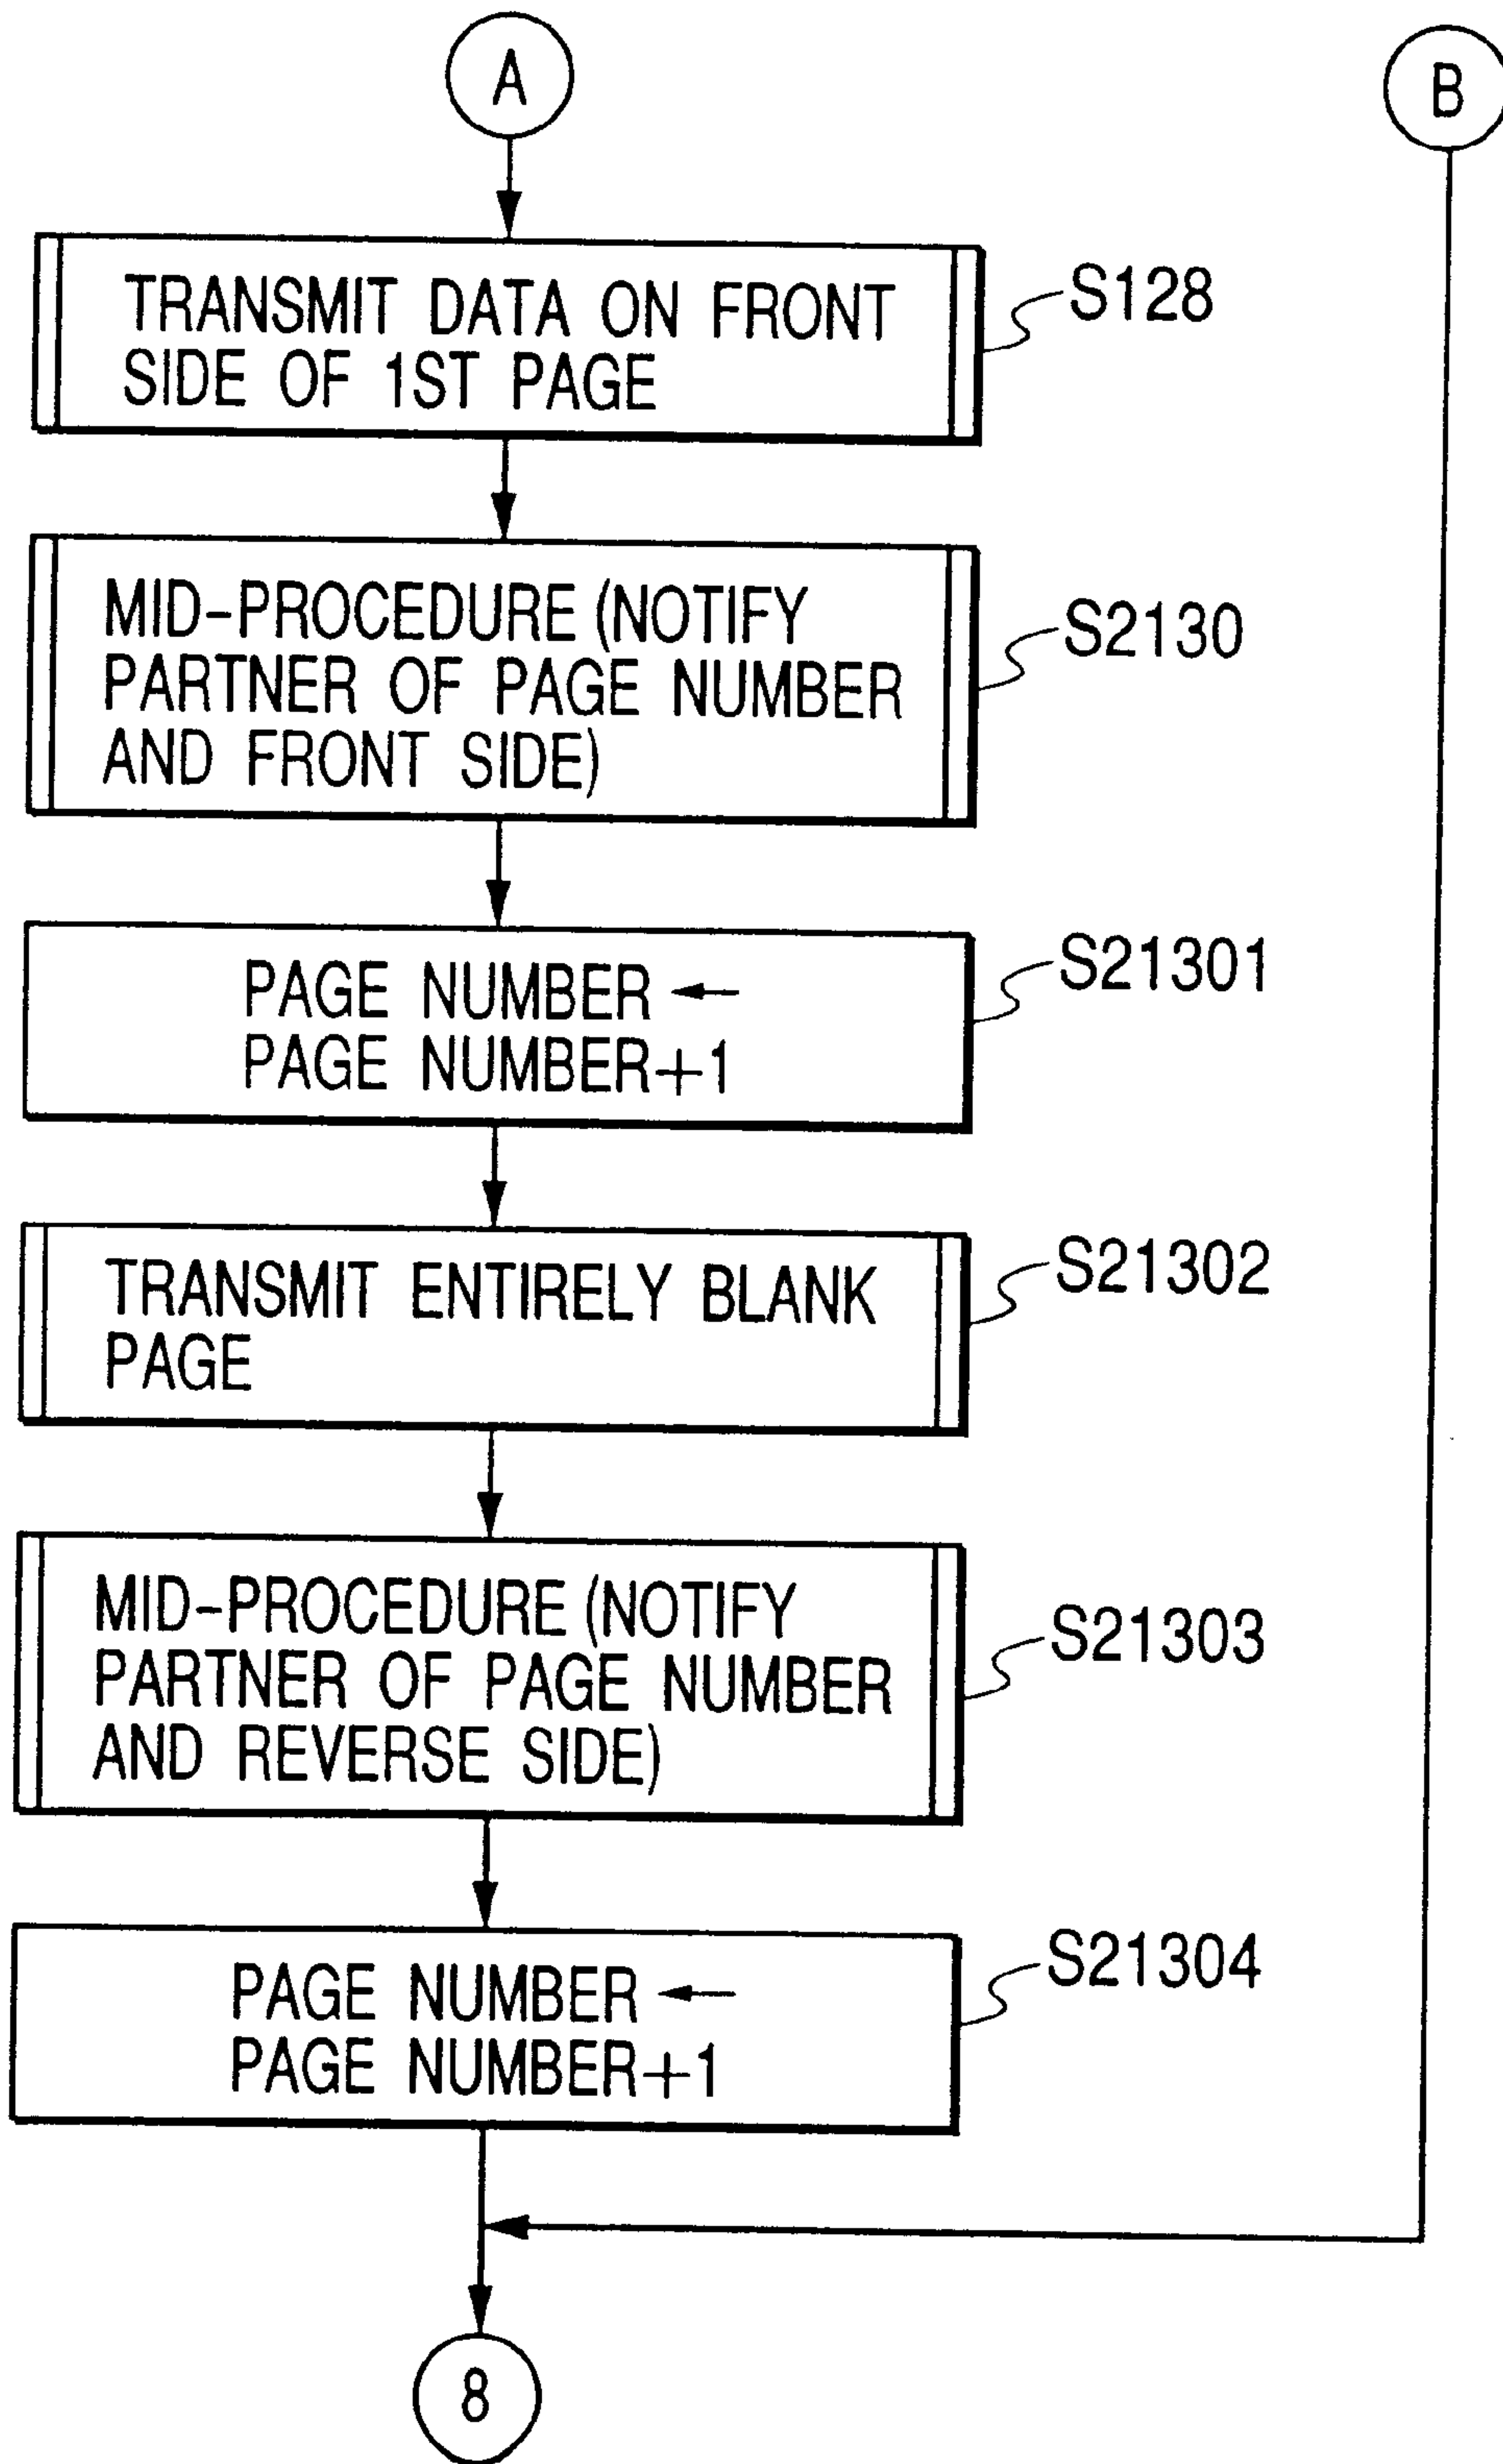 A
B
TRANSMIT DATA ON FRONT
SIDE OF 1ST PAGE
S128
MID-PROCEDURE (NOTIFY
PARTNER OF PAGE NUMBER
AND FRONT SIDE)
S2130
PAGE NUMBER ←
PAGE NUMBER+1
S21301
TRANSMIT ENTIRELY BLANK
PAGE
S21302
MID-PROCEDURE (NOTIFY
PARTNER OF PAGE NUMBER
AND REVERSE SIDE)
S21303
PAGE NUMBER ←
PAGE NUMBER+1
S21304
8